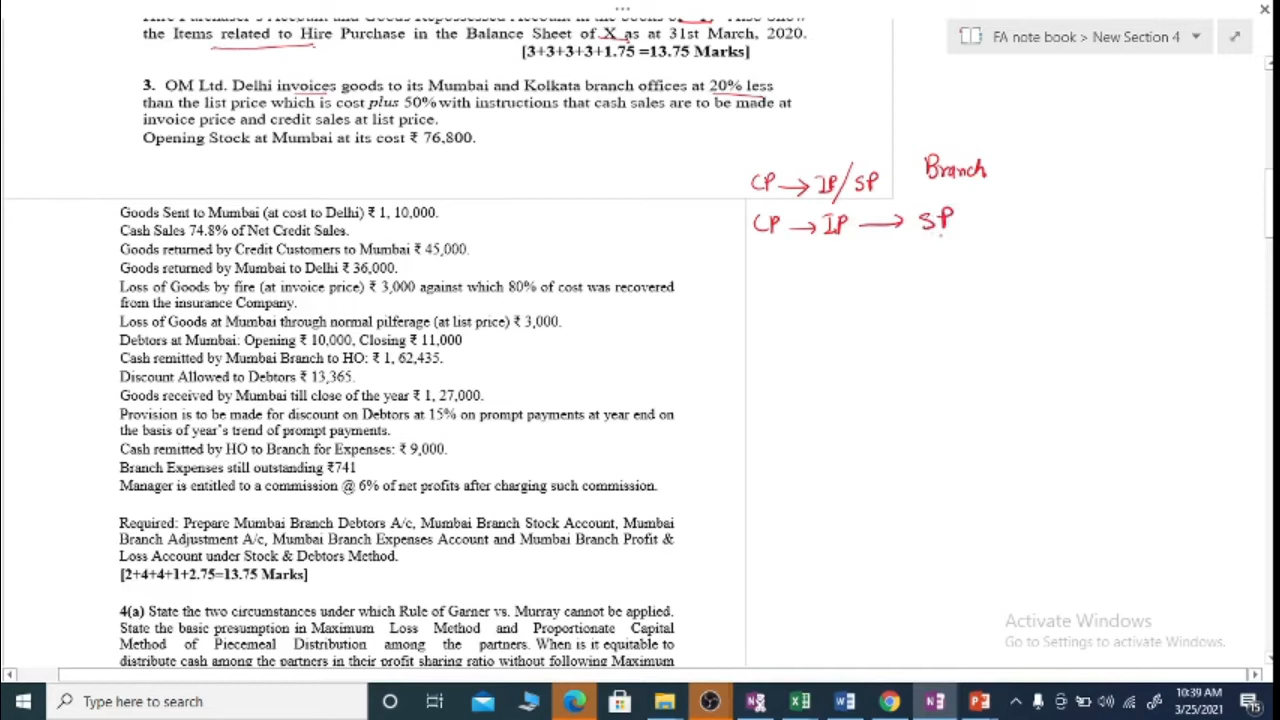 the Items related to Hire Purchase in the Balance Sheet of X as at 31st March, 2020.
[3+3+3+3+1.75 =13.75 Marks]
FA note book > New Section 4
3. OM Ltd. Delhi invoices goods to its Mumbai and Kolkata branch offices at 20% less
than the list price which is cost plus 50% with instructions that cash sales are to be made at
invoice price and credit sales at list price.
Opening Stock at Mumbai at its cost ₹ 76,800.
CP → IP/SP Branch
CP → IP → SP
Goods Sent to Mumbai (at cost to Delhi) ₹ 1, 10,000.
Cash Sales 74.8% of Net Credit Sales.
Goods returned by Credit Customers to Mumbai ₹ 45,000.
Goods returned by Mumbai to Delhi ₹ 36,000.
Loss of Goods by fire (at invoice price) ₹ 3,000 against which 80% of cost was recovered
from the insurance Company.
Loss of Goods at Mumbai through normal pilferage (at list price) ₹ 3,000.
Debtors at Mumbai: Opening ₹ 10,000, Closing ₹ 11,000
Cash remitted by Mumbai Branch to HO: ₹ 1, 62,435.
Discount Allowed to Debtors ₹ 13,365.
Goods received by Mumbai till close of the year ₹ 1, 27,000.
Provision is to be made for discount on Debtors at 15% on prompt payments at year end on
the basis of year's trend of prompt payments.
Cash remitted by HO to Branch for Expenses: ₹ 9,000.
Branch Expenses still outstanding ₹741
Manager is entitled to a commission @ 6% of net profits after charging such commission.
Required: Prepare Mumbai Branch Debtors A/c, Mumbai Branch Stock Account, Mumbai
Branch Adjustment A/c, Mumbai Branch Expenses Account and Mumbai Branch Profit &
Loss Account under Stock & Debtors Method.
[2+4+4+1+2.75=13.75 Marks]
4(a) State the two circumstances under which Rule of Garner vs. Murray cannot be applied.
State the basic presumption in Maximum Loss Method and Proportionate Capital
Method of Piecemeal Distribution among the partners. When is it equitable to
distribute cash among the partners in their profit sharing ratio without following Maximum
Activate Windows
Go to Settings to activate Windows.
Type here to search
10:39 AM
3/25/2021
15